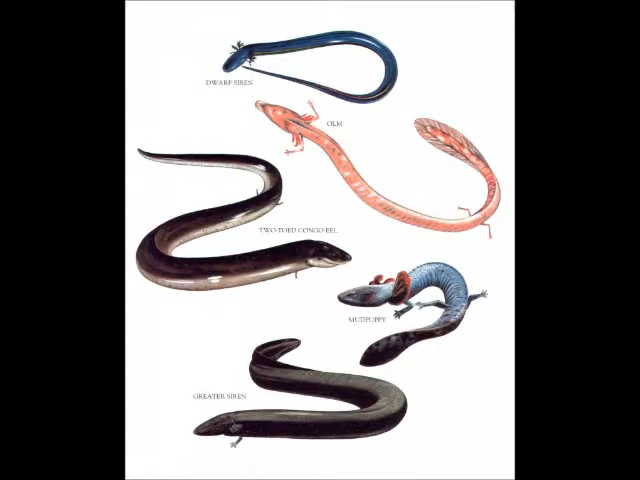 DWARF SIREN
OLM
TWO-TOED CONGO EEL
MUDPUPPY
GREATER SIREN